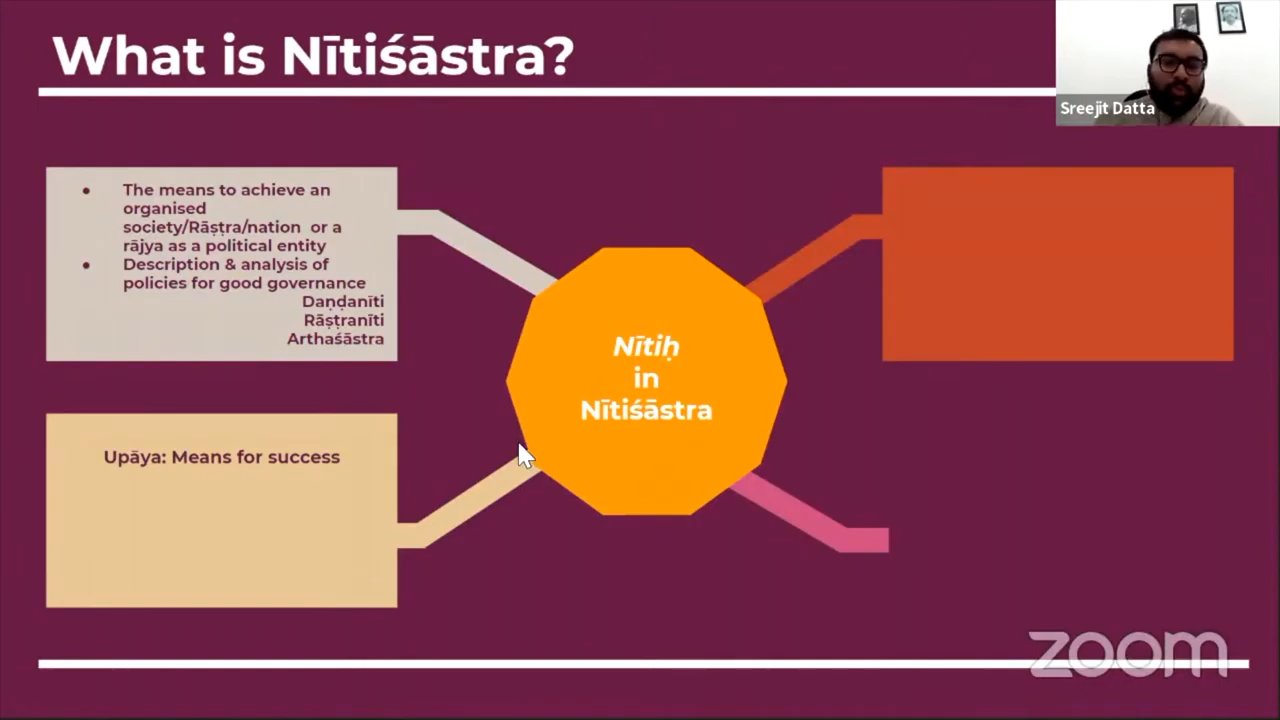 What is Nītiśāstra?
Sreejit Datta
● The means to achieve an
organised
society/Rāṣṭra/nation or a
rājya as a political entity
● Description & analysis of
policies for good governance
Daṇḍanīti
Rāṣṭranīti
Arthaśāstra
Nītiḥ
in
Nītiśāstra
Upāya: Means for success
zoom